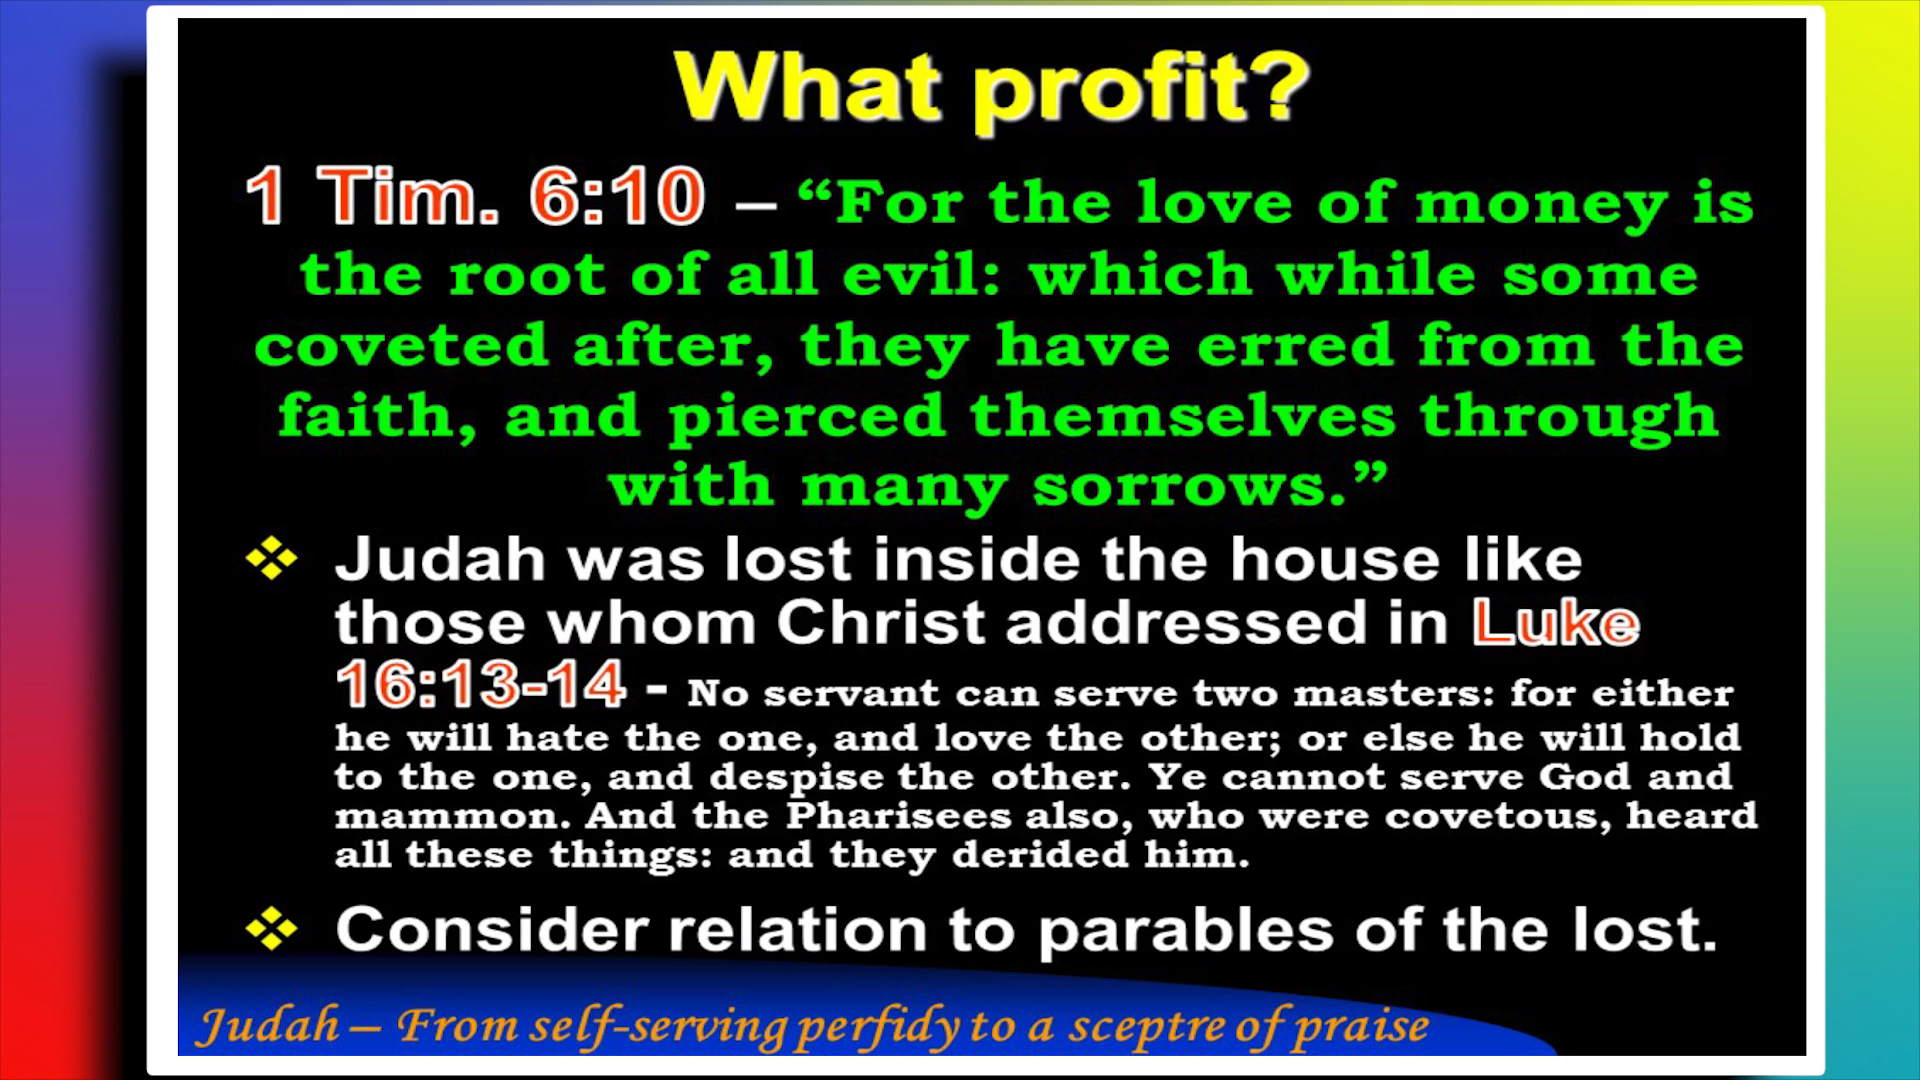 What profit?
1 Tim. 6:10 – “For the love of money is
the root of all evil: which while some
coveted after, they have erred from the
faith, and pierced themselves through
with many sorrows.”
Judah was lost inside the house like
those whom Christ addressed in Luke
16:13-14 - No servant can serve two masters: for either
he will hate the one, and love the other; or else he will hold
to the one, and despise the other. Ye cannot serve God and
mammon. And the Pharisees also, who were covetous, heard
all these things: and they derided him.
Consider relation to parables of the lost.
Judah – From self-serving perfidy to a sceptre of praise